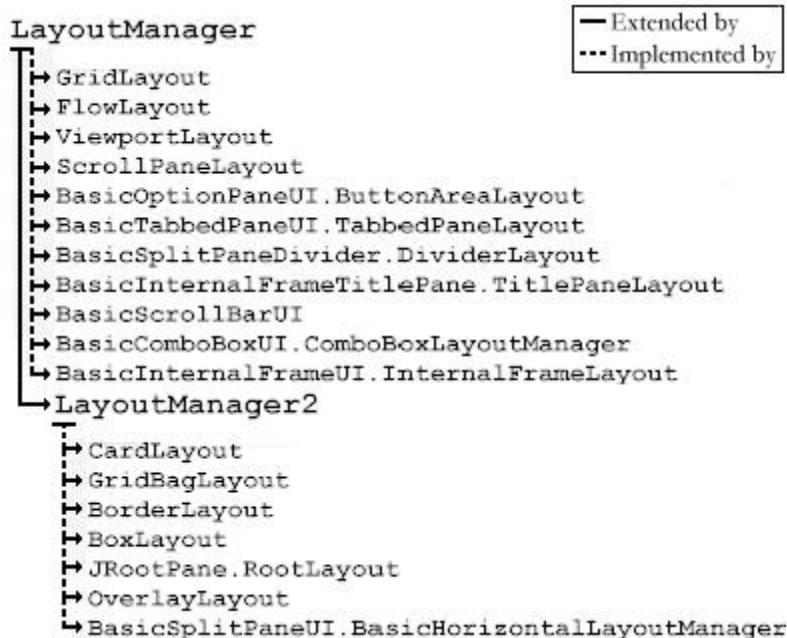 LayoutManager
Extended by
Implemented by
GridLayout
FlowLayout
ViewportLayout
ScrollPaneLayout
BasicOptionPaneUI.ButtonAreaLayout
BasicTabbedPaneUI.TabbedPaneLayout
BasicSplitPaneDivider.DividerLayout
BasicInternalFrameTitlePane.TitlePaneLayout
BasicScrollBarUI
BasicComboBoxUI.ComboBoxLayoutManager
BasicInternalFrameUI.InternalFrameLayout
LayoutManager2
CardLayout
GridBagLayout
BorderLayout
BoxLayout
JRootPane.RootLayout
OverlayLayout
BasicSplitPaneUI.BasicHorizontalLayoutManager